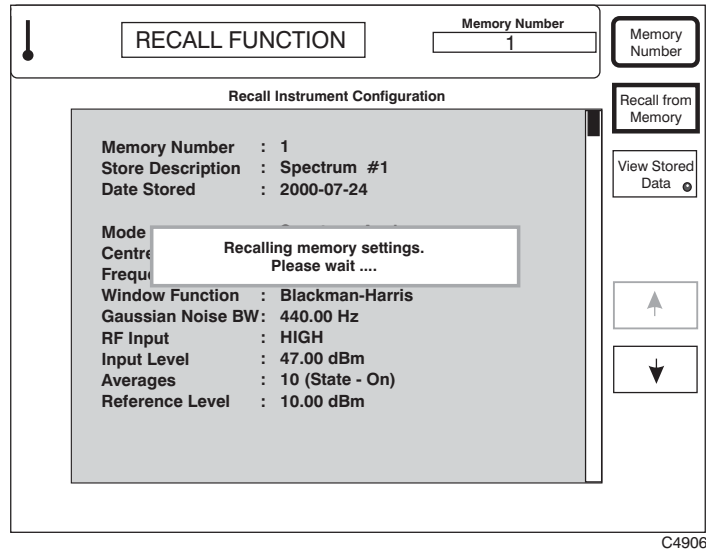 RECALL FUNCTION
Memory Number
1
Memory
Number
Recall Instrument Configuration
Recall from
Memory
Memory Number : 1
Store Description : Spectrum #1
Date Stored : 2000-07-24
View Stored
Data
Mode
Recalling memory settings.
Please wait ....
Window Function : Blackman-Harris
Gaussian Noise BW: 440.00 Hz
RF Input : HIGH
Input Level : 47.00 dBm
Averages : 10 (State - On)
Reference Level : 10.00 dBm
C4906